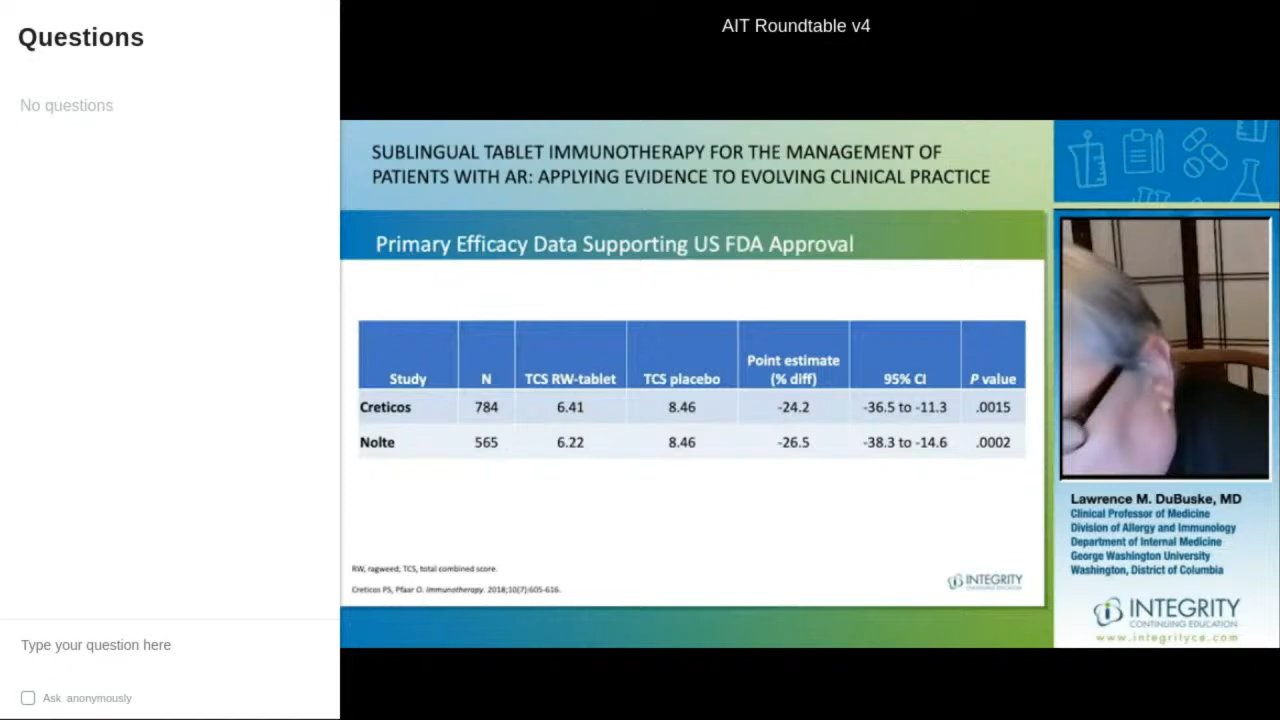 Questions
No questions
Type your question here
Ask anonymously
AIT Roundtable v4
SUBLINGUAL TABLET IMMUNOTHERAPY FOR THE MANAGEMENT OF
PATIENTS WITH AR: APPLYING EVIDENCE TO EVOLVING CLINICAL PRACTICE
Primary Efficacy Data Supporting US FDA Approval
Study N TCS RW-tablet TCS placebo Point estimate (% diff) 95% CI P value
Creticos 784 6.41 8.46 -24.2 -36.5 to -11.3 .0015
Nolte 565 6.22 8.46 -26.5 -38.3 to -14.6 .0002
RW, ragweed; TCS, total combined score.
Creticos PS, Pfaar O. Immunotherapy. 2018;10(7):605-616.
INTEGRITY
CONTINUING EDUCATION
Lawrence M. DuBuske, MD
Clinical Professor of Medicine
Division of Allergy and Immunology
Department of Internal Medicine
George Washington University
Washington, District of Columbia
INTEGRITY
CONTINUING EDUCATION
www.integrityce.com